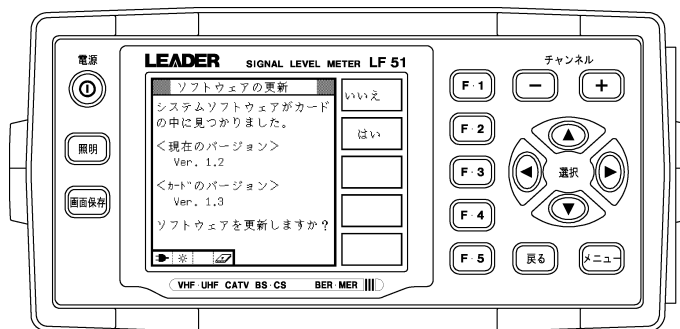 電源
照明
画面保存
LEADER SIGNAL LEVEL METER LF 51
ソフトウェアの更新
システムソフトウェアがカード
の中に見つかりました。
＜現在のバージョン＞
Ver. 1.2
＜ｶｰﾄﾞのバージョン＞
Ver. 1.3
ソフトウェアを更新しますか？
いいえ
はい
VHF·UHF CATV BS·CS BER·MER
F·1
F·2
F·3
F·4
F·5
チャンネル
－
＋
選択
戻る
メニュー